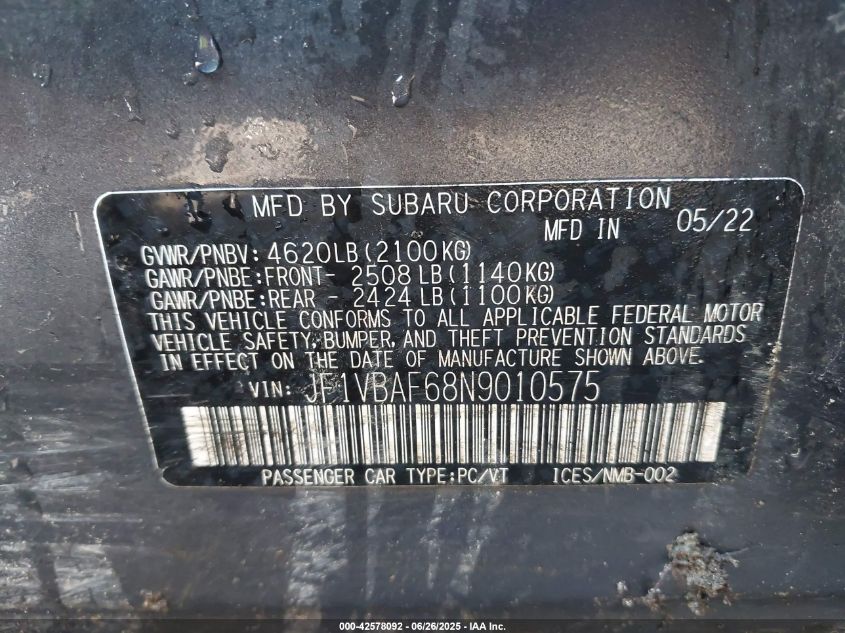 MFD BY SUBARU CORPORATION
MFD IN 05/22
GVWR/PNBV: 4620LB(2100KG)
GAWR/PNBE:FRONT- 2508LB(1140KG)
GAWR/PNBE:REAR - 2424LB(1100KG)
THIS VEHICLE CONFORMS TO ALL APPLICABLE FEDERAL MOTOR
VEHICLE SAFETY, BUMPER, AND THEFT PREVENTION STANDARDS
IN EFFECT ON THE DATE OF MANUFACTURE SHOWN ABOVE.
VIN: JF1VBAF68N9010575
PASSENGER CAR TYPE:PC/VT ICES/NMB-002
000-42578092 - 06/26/2025 - IAA Inc.